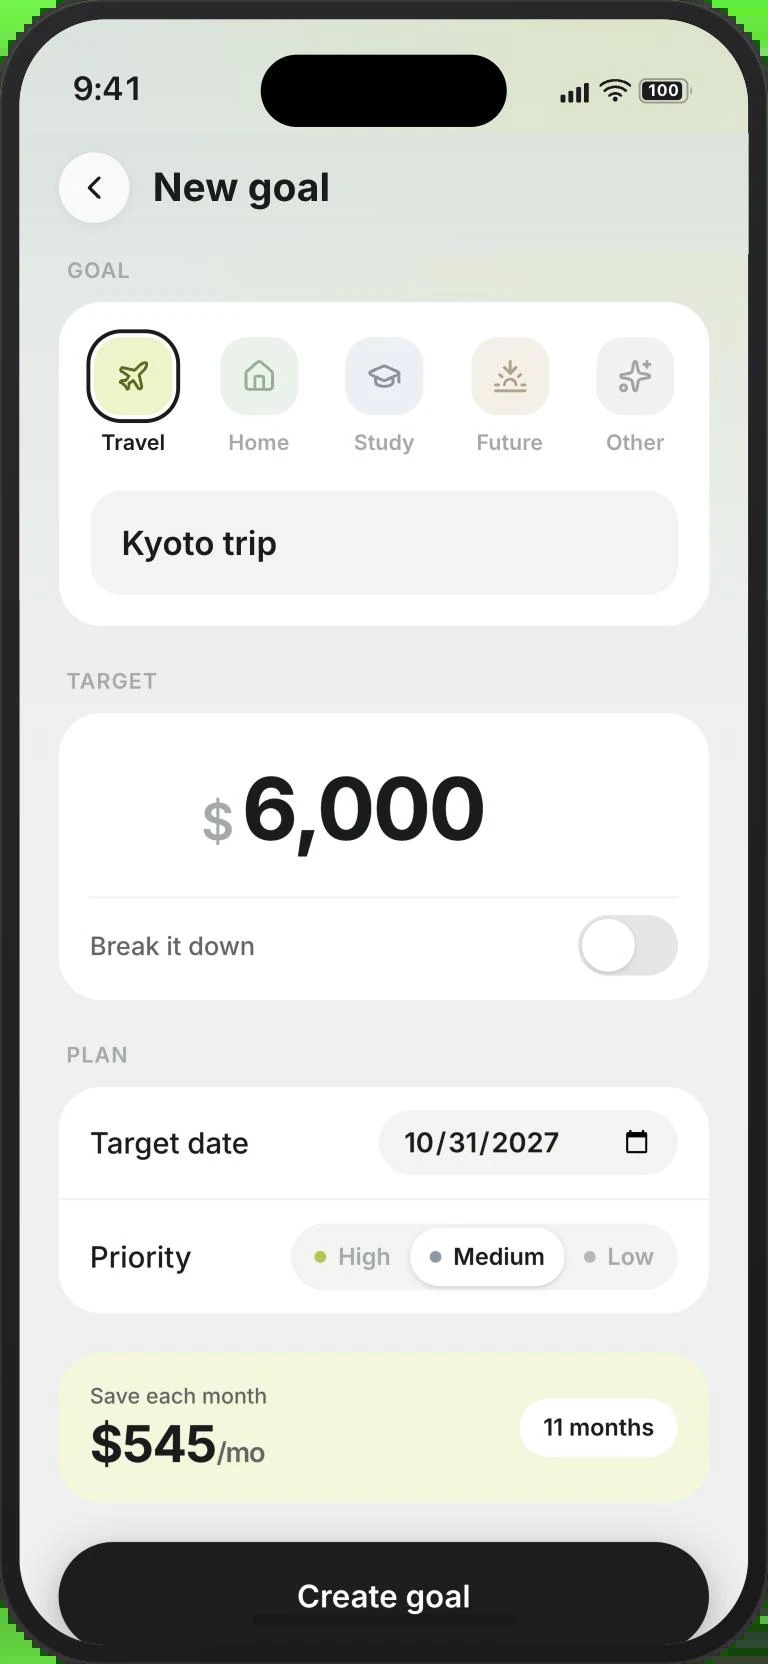 9:41
100
New goal
GOAL
Travel Home Study Future Other
Kyoto trip
TARGET
$ 6,000
Break it down
PLAN
Target date 10/31/2027
Priority High Medium Low
Save each month
$545/mo
11 months
Create goal